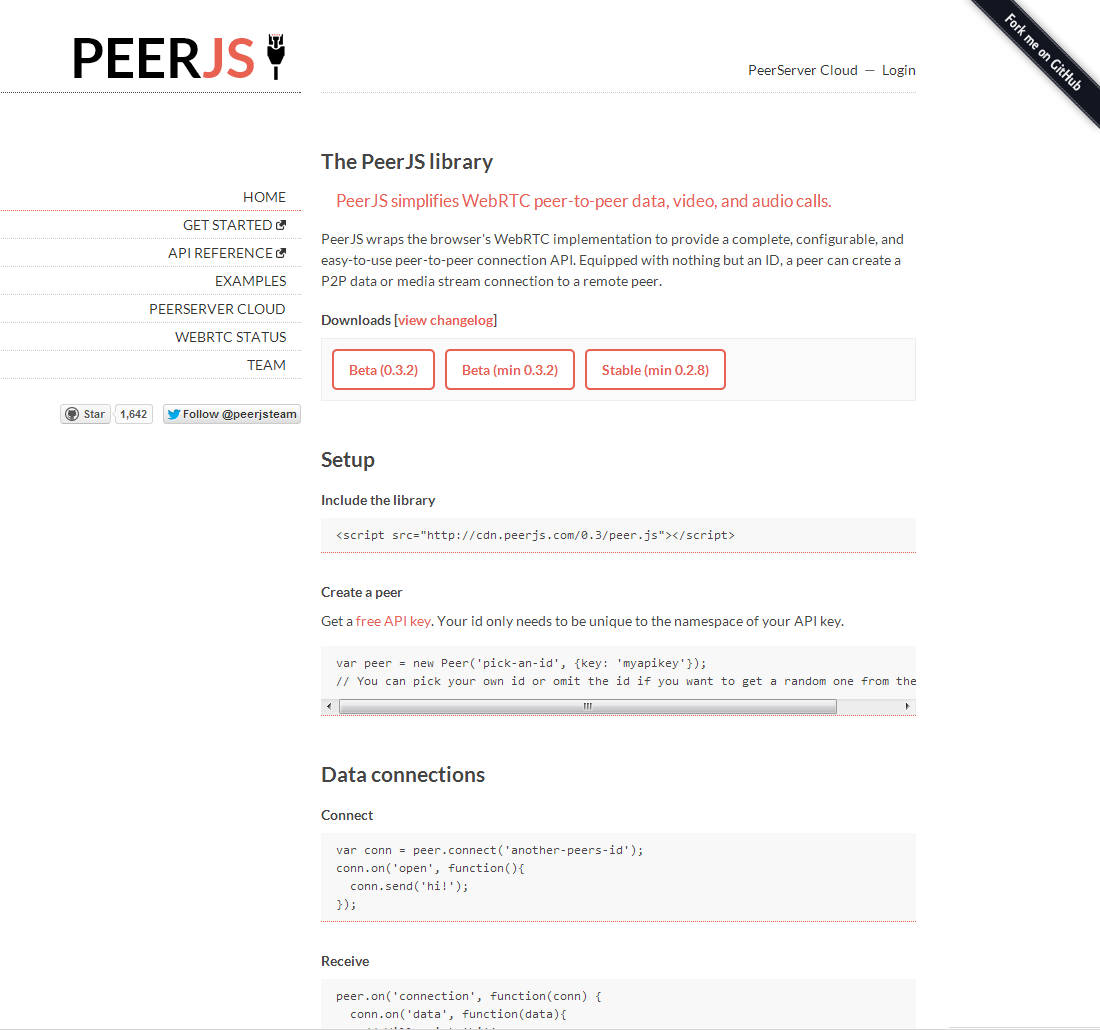 PEERJS
PeerServer Cloud — Login
Fork me on GitHub
HOME
GET STARTED
API REFERENCE
EXAMPLES
PEERSERVER CLOUD
WEBRTC STATUS
TEAM
Star 1,642 Follow @peerjsteam
The PeerJS library
PeerJS simplifies WebRTC peer-to-peer data, video, and audio calls.
PeerJS wraps the browser's WebRTC implementation to provide a complete, configurable, and
easy-to-use peer-to-peer connection API. Equipped with nothing but an ID, a peer can create a
P2P data or media stream connection to a remote peer.
Downloads [view changelog]
Beta (0.3.2) Beta (min 0.3.2) Stable (min 0.2.8)
Setup
Include the library
<script src="http://cdn.peerjs.com/0.3/peer.js"></script>
Create a peer
Get a free API key. Your id only needs to be unique to the namespace of your API key.
var peer = new Peer('pick-an-id', {key: 'myapikey'});
// You can pick your own id or omit the id if you want to get a random one from the
Data connections
Connect
var conn = peer.connect('another-peers-id');
conn.on('open', function(){
conn.send('hi!');
});
Receive
peer.on('connection', function(conn) {
conn.on('data', function(data){